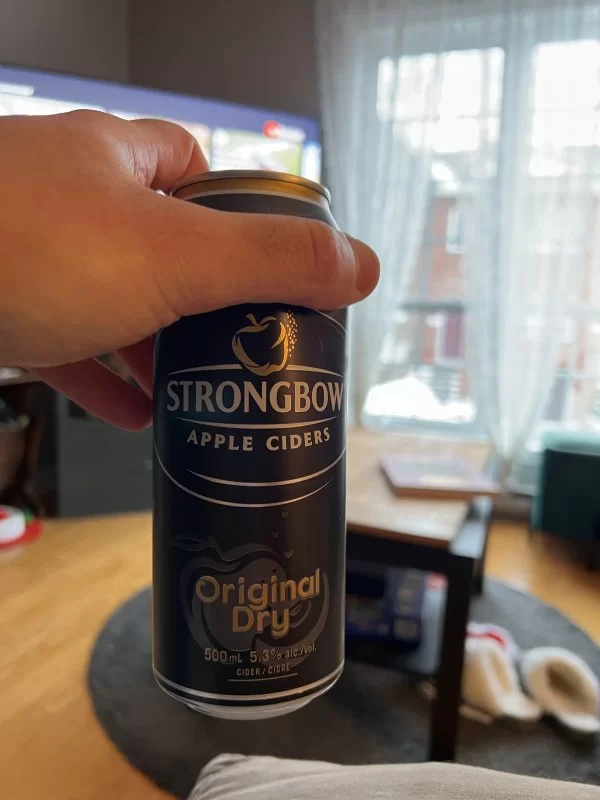 STRONGBOW
APPLE CIDERS
Original
Dry
500 mL 5.3% alc./vol.
CIDER / CIDRE